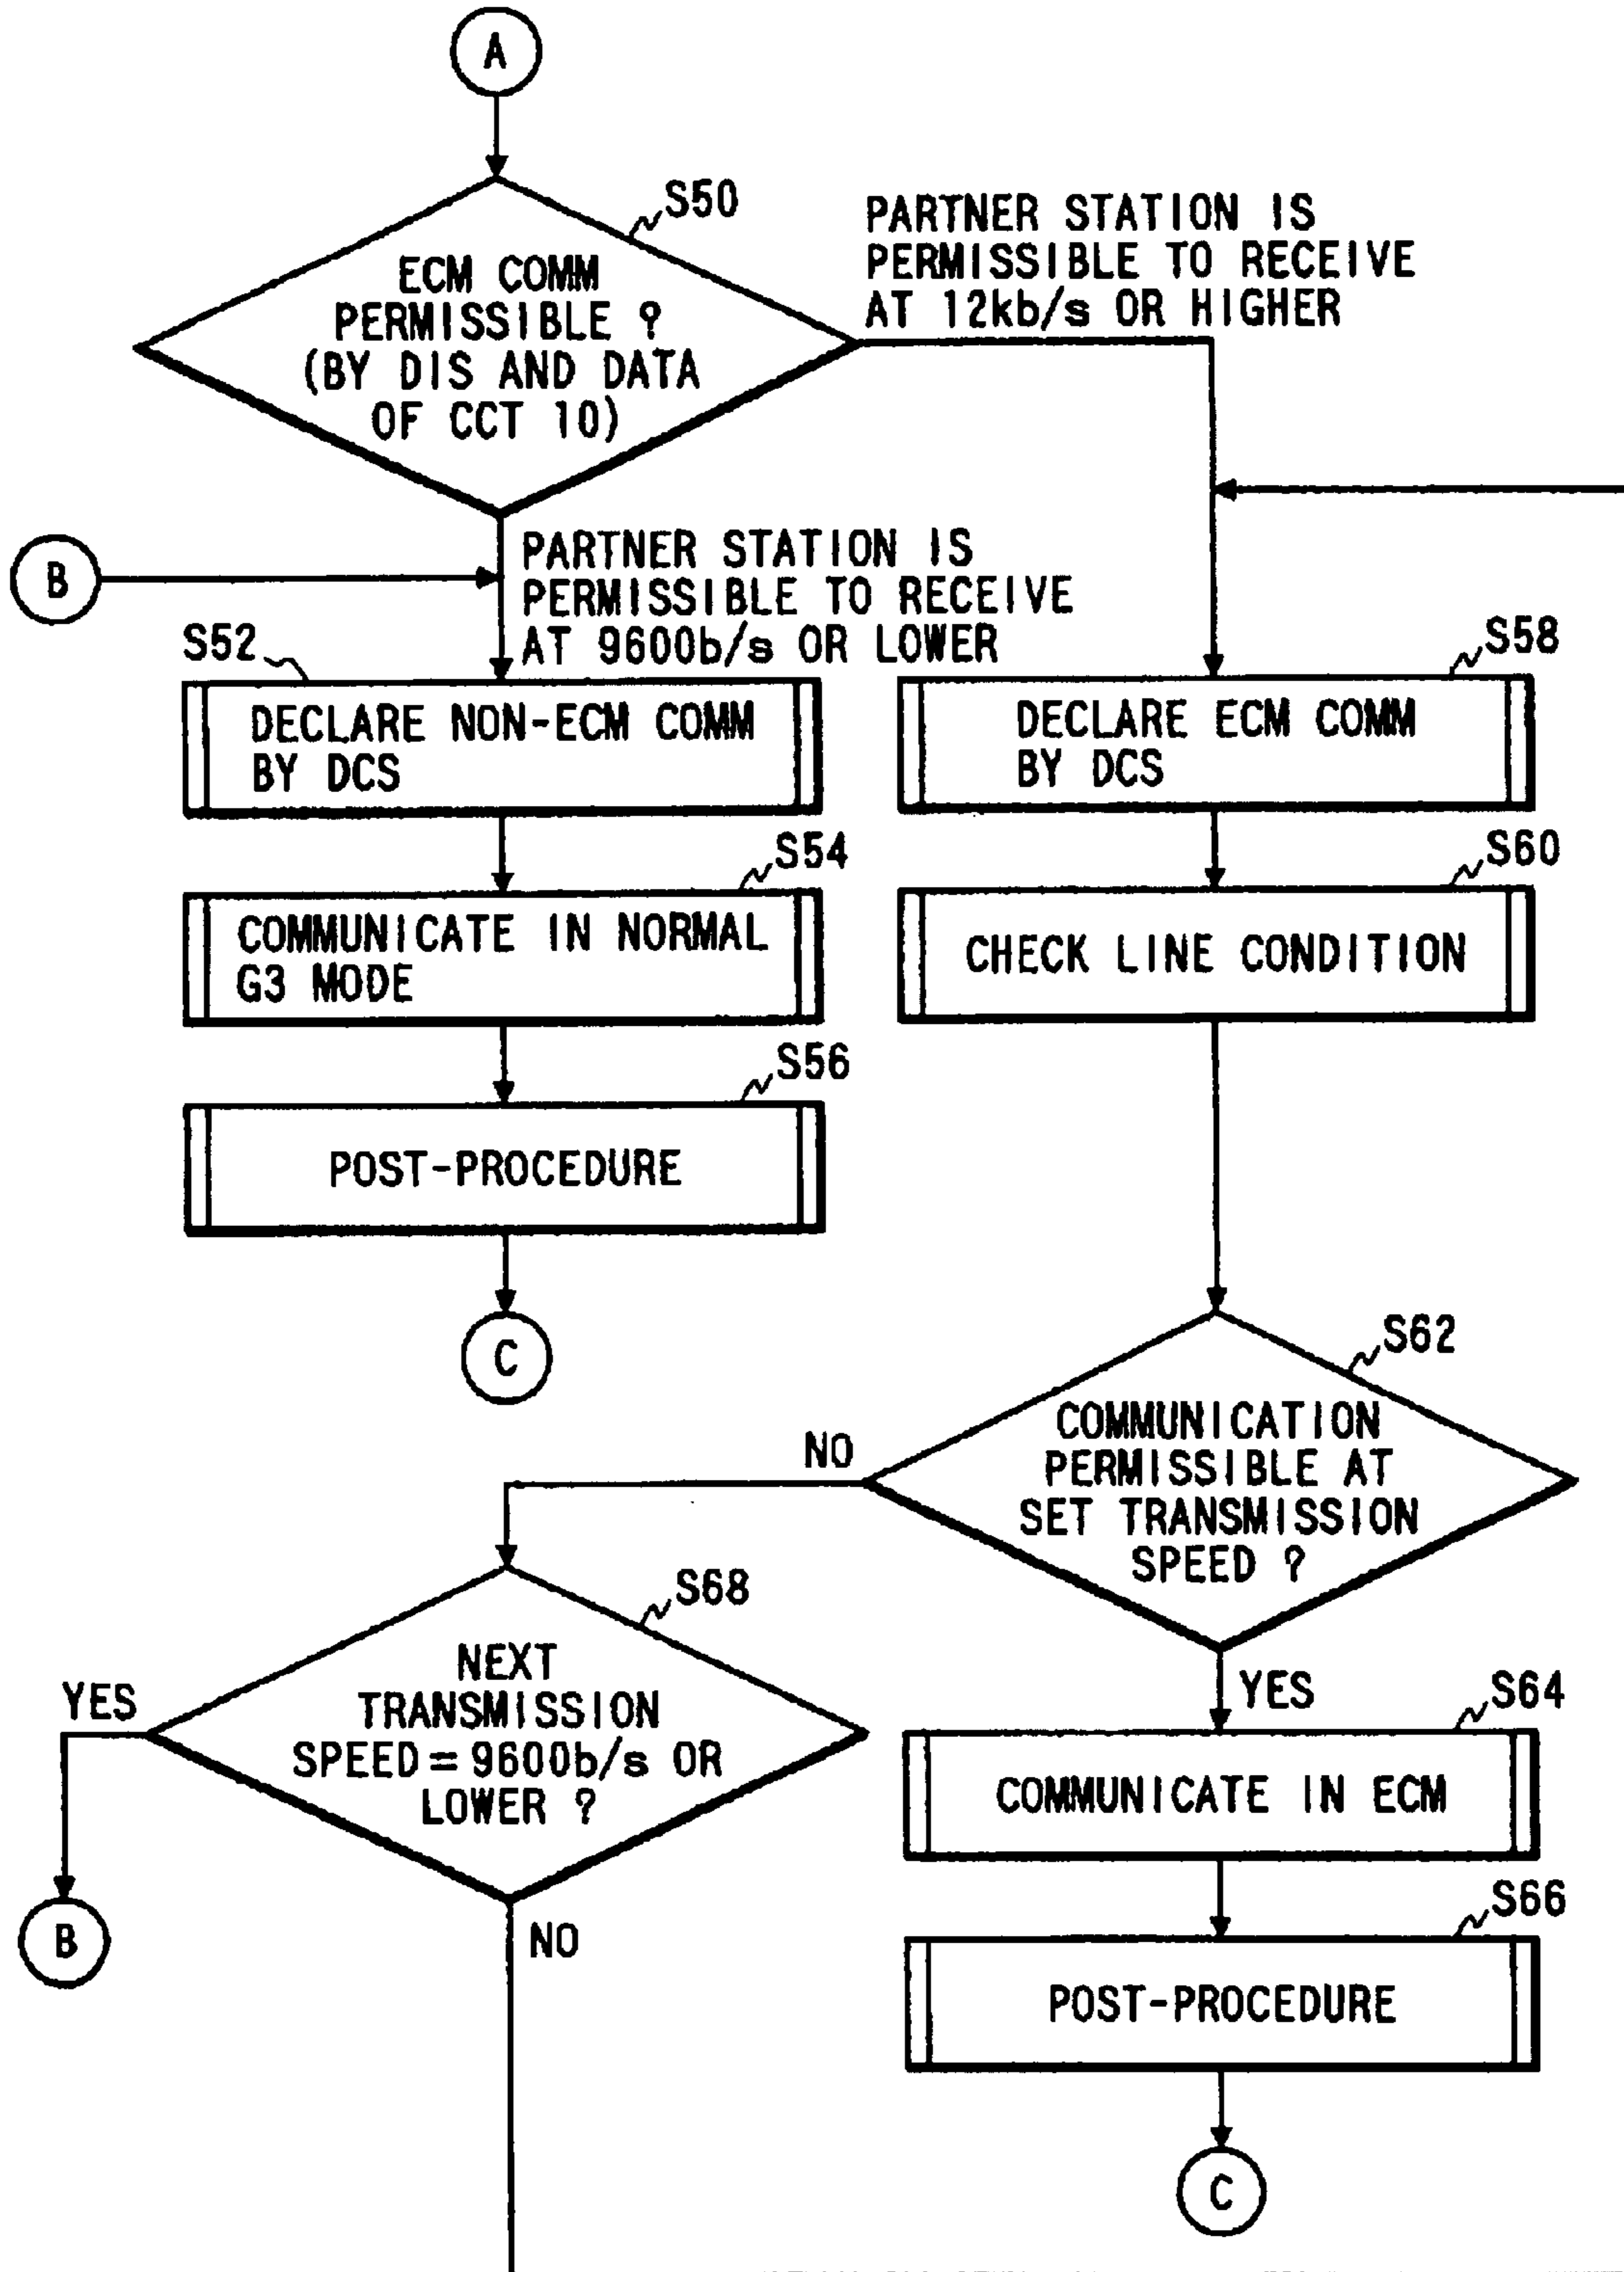 A
S50
ECM COMM
PERMISSIBLE ?
(BY DIS AND DATA
OF CCT 10)
PARTNER STATION IS
PERMISSIBLE TO RECEIVE
AT 12kb/s OR HIGHER
B
PARTNER STATION IS
PERMISSIBLE TO RECEIVE
AT 9600b/s OR LOWER
S52
DECLARE NON-ECM COMM
BY DCS
S58
DECLARE ECM COMM
BY DCS
S54
COMMUNICATE IN NORMAL
G3 MODE
S60
CHECK LINE CONDITION
S56
POST-PROCEDURE
C
S62
COMMUNICATION
PERMISSIBLE AT
SET TRANSMISSION
SPEED ?
NO
YES
S68
NEXT
TRANSMISSION
SPEED=9600b/s OR
LOWER ?
YES
B
NO
S64
COMMUNICATE IN ECM
S66
POST-PROCEDURE
C